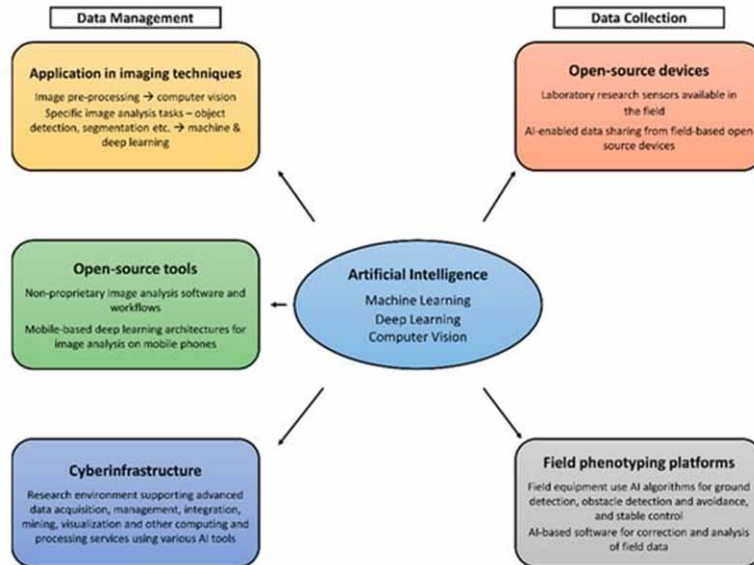 Data Management
Data Collection
Application in imaging techniques
Image pre-processing → computer vision
Specific image analysis tasks – object
detection, segmentation etc. → machine &
deep learning
Open-source devices
Laboratory research sensors available in
the field
AI-enabled data sharing from field-based open
source devices
Open-source tools
Non-proprietary image analysis software and
workflows
Mobile-based deep learning architectures for
image analysis on mobile phones
Artificial Intelligence
Machine Learning
Deep Learning
Computer Vision
Cyberinfrastructure
Research environment supporting advanced
data acquisition, management, integration,
mining, visualization and other computing and
processing services using various AI tools
Field phenotyping platforms
Field equipment use AI algorithms for ground
detection, obstacle detection and avoidance,
and stable control
AI-based software for correction and analysis
of field data